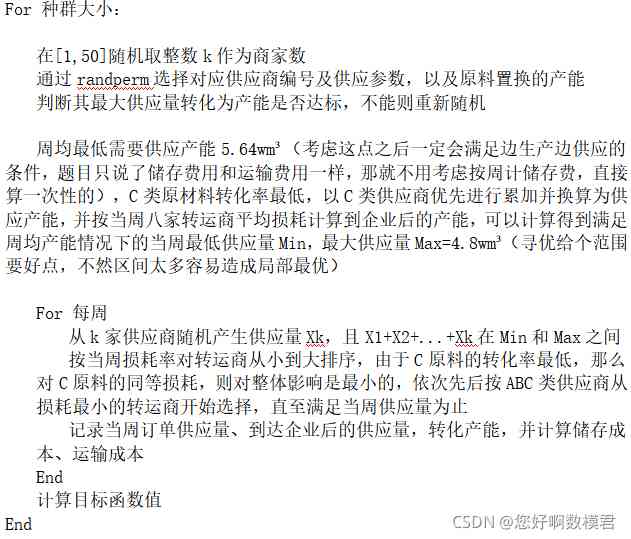 For 种群大小：
在[1,50]随机取整数 k 作为商家数
通过 randperm 选择对应供应商编号及供应参数，以及原料置换的产能
判断其最大供应量转化为产能是否达标，不能则重新随机
周均最低需要供应产能 5.64wm³（考虑这点之后一定会满足边生产边供应的
条件，题目只说了储存费用和运输费用一样，那就不用考虑按周计储存费，直接
算一次性的），C 类原材料转化率最低，以 C 类供应商优先进行累加并换算为供
应产能，并按当周八家转运商平均损耗计算到企业后的产能，可以计算得到满足
周均产能情况下的当周最低供应量 Min，最大供应量 Max=4.8wm³（寻优给个范围
要好点，不然区间太多容易造成局部最优）
For 每周
从 k 家供应商随机产生供应量 Xk，且 X1+X2+...+Xk 在 Min 和 Max 之间
按当周损耗率对转运商从小到大排序，由于 C 原料的转化率最低，那么
对 C 原料的同等损耗，则对整体影响是最小的，依次先后按 ABC 类供应商从
损耗最小的转运商开始选择，直至满足当周供应量为止
记录当周订单供应量、到达企业后的供应量，转化产能，并计算储存成
本、运输成本
End
计算目标函数值
End
CSDN @您好啊数模君